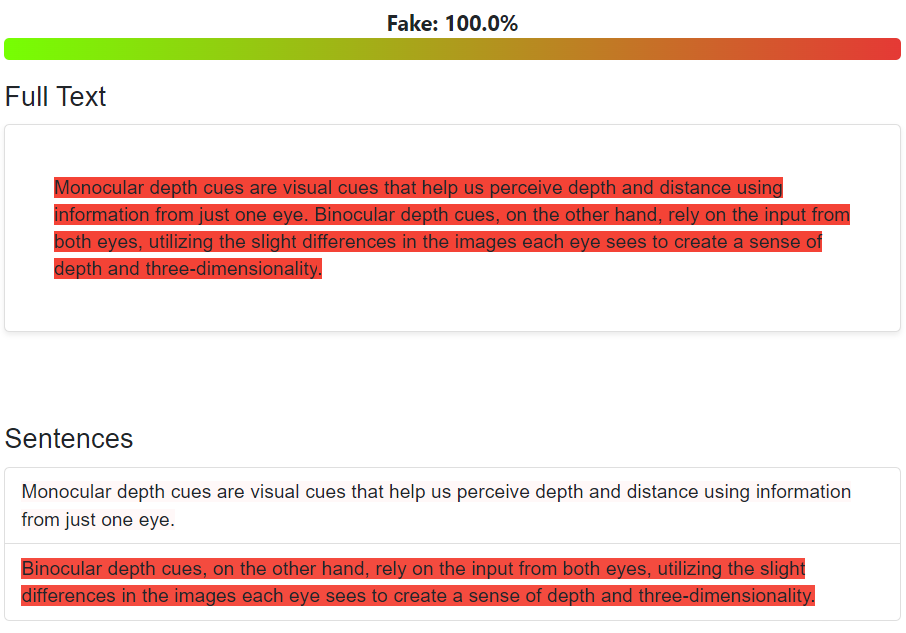 Fake: 100.0%
Full Text
Monocular depth cues are visual cues that help us perceive depth and distance using
information from just one eye. Binocular depth cues, on the other hand, rely on the input from
both eyes, utilizing the slight differences in the images each eye sees to create a sense of
depth and three-dimensionality.
Sentences
Monocular depth cues are visual cues that help us perceive depth and distance using information
from just one eye.
Binocular depth cues, on the other hand, rely on the input from both eyes, utilizing the slight
differences in the images each eye sees to create a sense of depth and three-dimensionality.